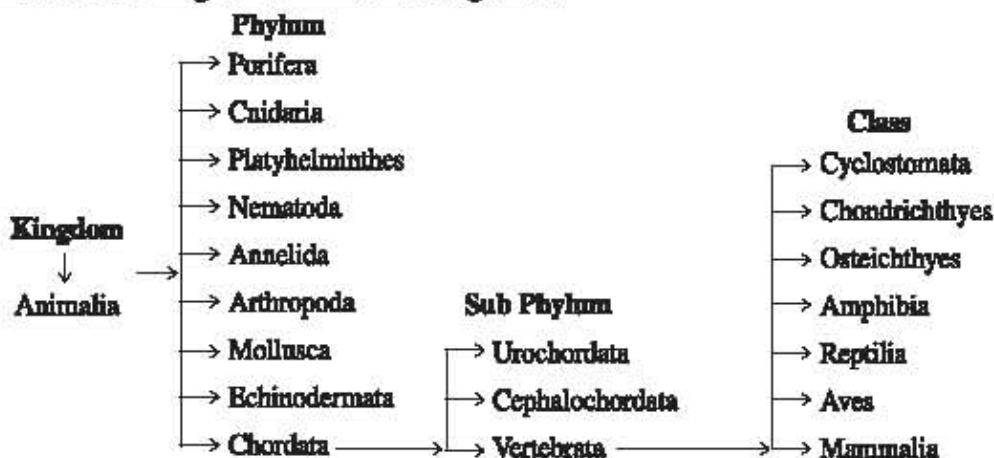 Phylum
Porifera
Cnidaria
Platyhelminthes
Nematoda
Kingdom
Annelida
Animalia
Arthropoda
Mollusca
Echinodermata
Chordata
Sub Phylum
Urochordata
Cephalochordata
Vertebrata
Class
Cyclostomata
Chondrichthyes
Osteichthyes
Amphibia
Reptilia
Aves
Mammalia